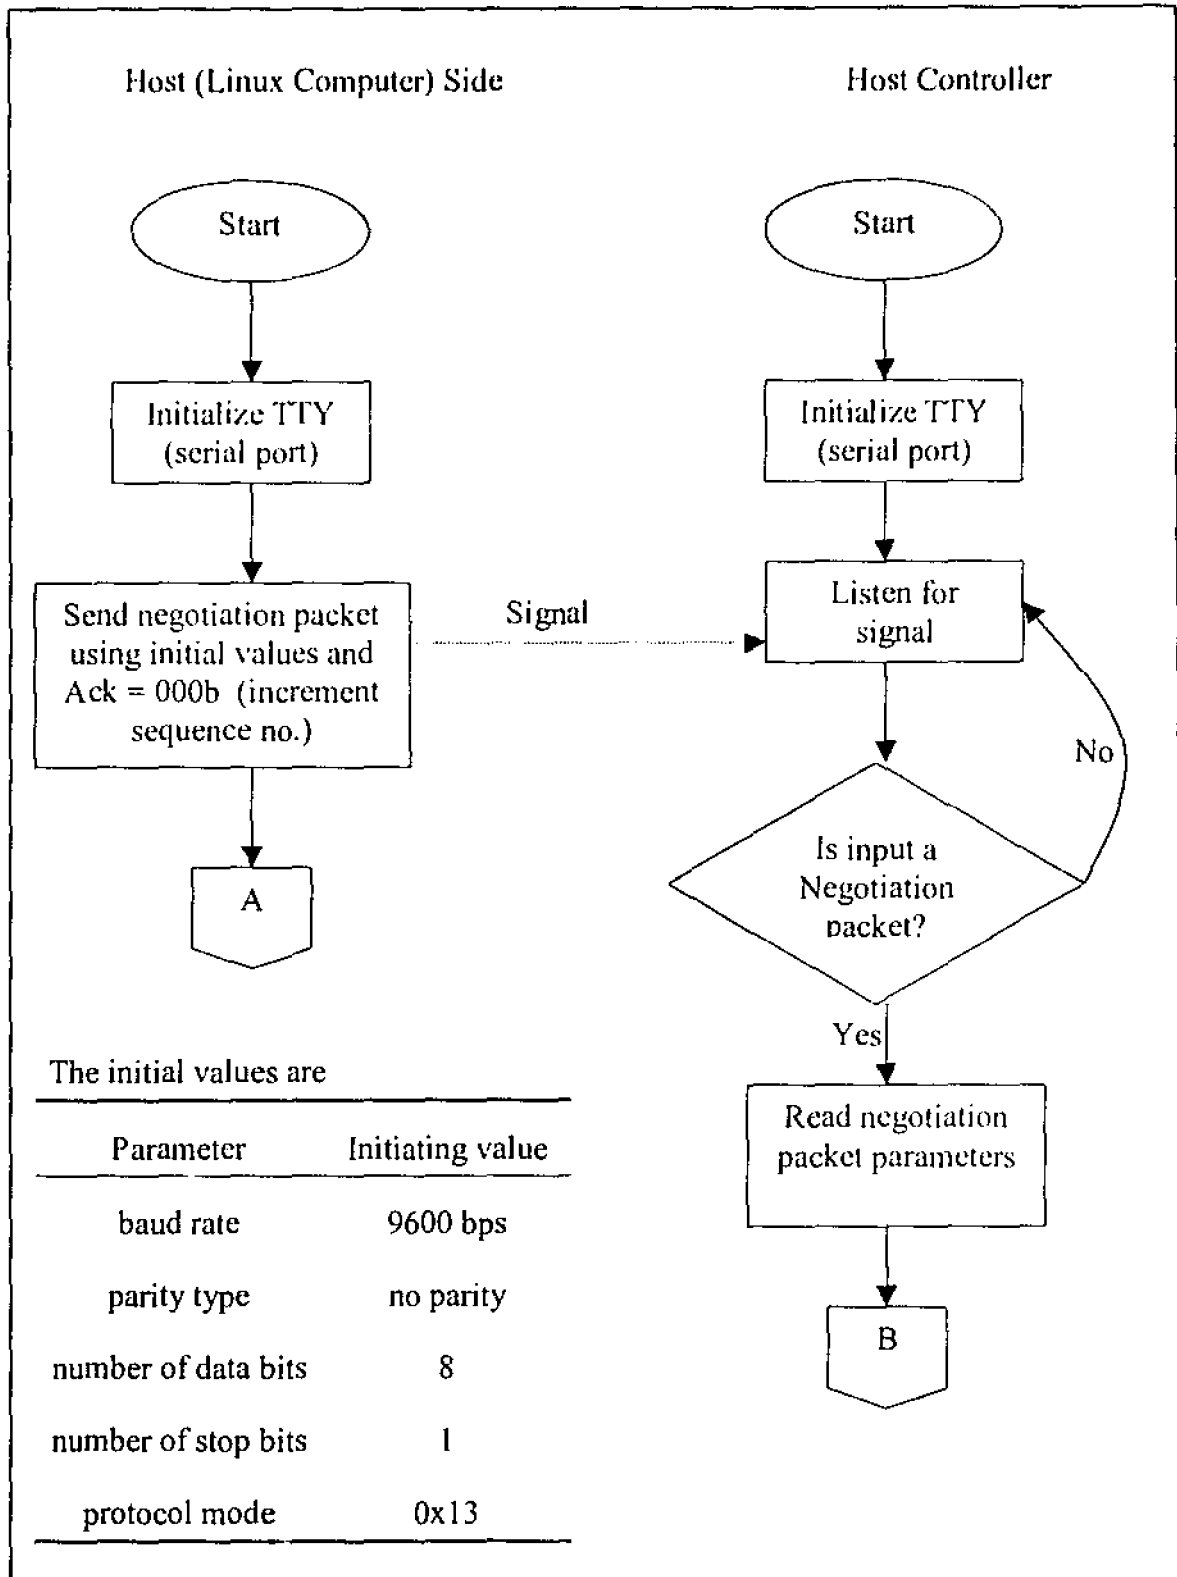 Host (Linux Computer) Side
Host Controller
Start
Start
Initialize TTY
(serial port)
Initialize TTY
(serial port)
Send negotiation packet
using initial values and
Ack = 000b (increment
sequence no.)
Signal
Listen for
signal
No
Is input a
Negotiation
packet?
A
Yes
The initial values are
Read negotiation
packet parameters
Parameter Initiating value
baud rate 9600 bps
parity type no parity
B
number of data bits 8
number of stop bits 1
protocol mode 0x13